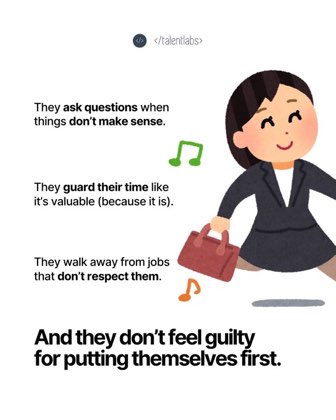 </> </talentlabs>
They ask questions when
things don't make sense.
They guard their time like
it's valuable (because it is).
They walk away from jobs
that don't respect them.
And they don't feel guilty
for putting themselves first.